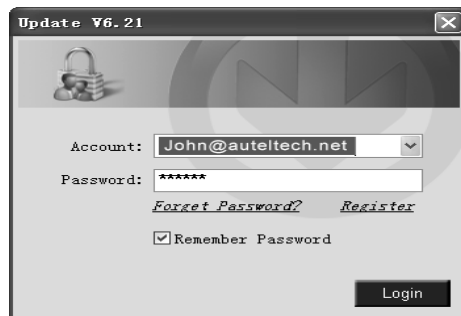 Update V6.21
Account: John@auteltech.net
Password: ******
Forget Password? Register
Remember Password
Login